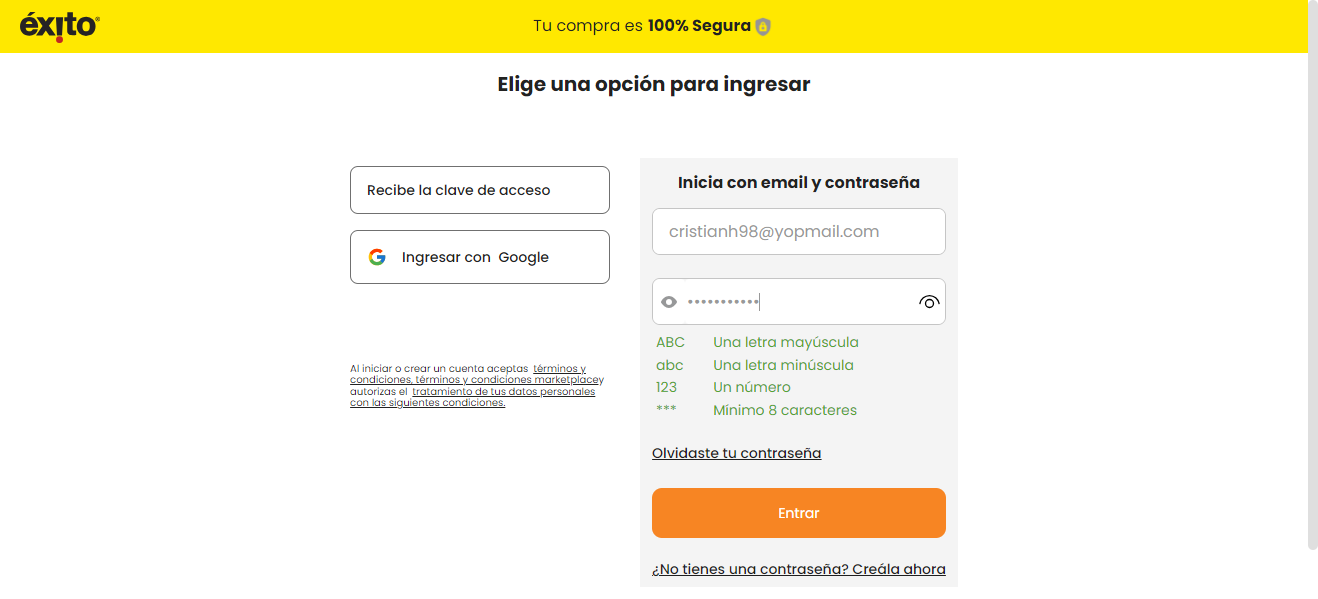 éxito
Tu compra es 100% Segura
Elige una opción para ingresar
Recibe la clave de acceso
Ingresar con Google
Al iniciar o crear un cuenta aceptas términos y
condiciones, términos y condiciones marketplacey
autorizas el tratamiento de tus datos personales
con las siguientes condiciones.
Inicia con email y contraseña
cristianh98@yopmail.com
•••••••••••
ABC Una letra mayúscula
abc Una letra minúscula
123 Un número
*** Mínimo 8 caracteres
Olvidaste tu contraseña
Entrar
¿No tienes una contraseña? Creála ahora